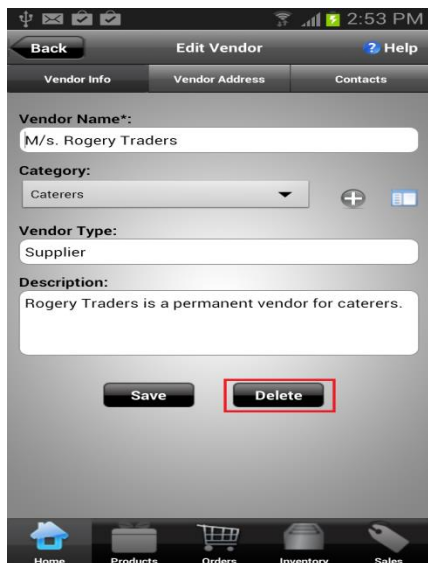 2:53 PM
Back Edit Vendor ? Help
Vendor Info Vendor Address Contacts
Vendor Name*:
M/s. Rogery Traders
Category:
Caterers
Vendor Type:
Supplier
Description:
Rogery Traders is a permanent vendor for caterers.
Save Delete
Home Products Orders Inventory Sales